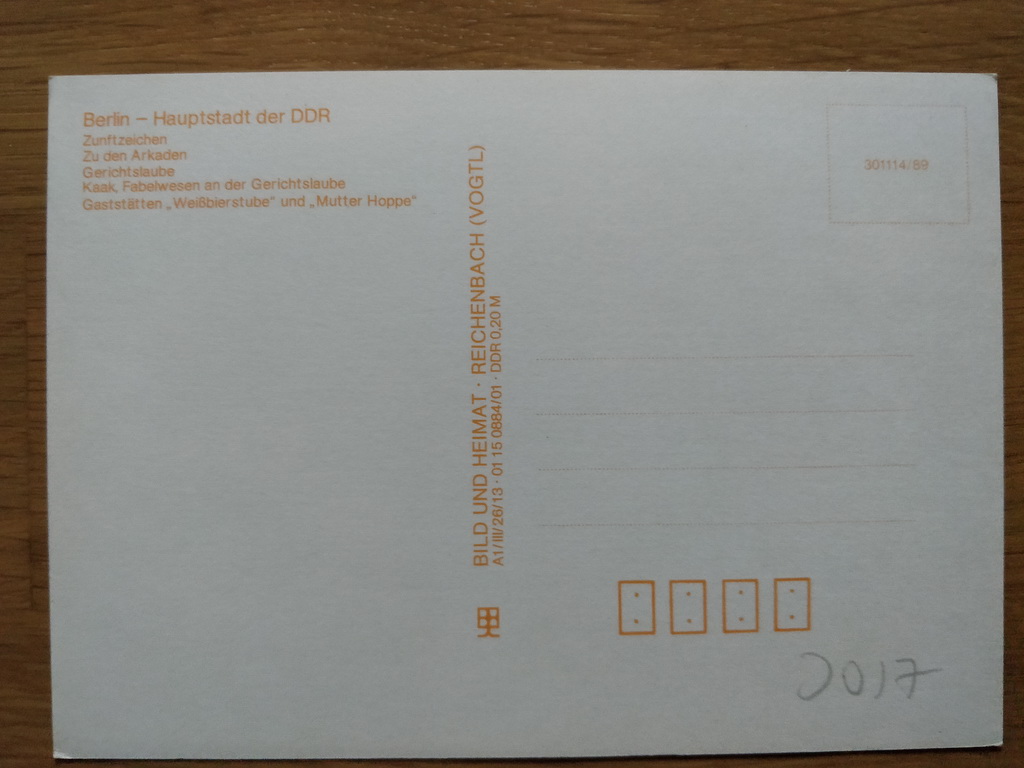 Berlin – Hauptstadt der DDR
Zunftzeichen
Zu den Arkaden
Gerichtslaube
Kaak, Fabelwesen an der Gerichtslaube
Gaststätten „Weißbierstube“ und „Mutter Hoppe“
BILD UND HEIMAT · REICHENBACH (VOGTL)
A1/III/26/13 · 01 15 0884/01 · DDR 0,20 M
301114/89
2017